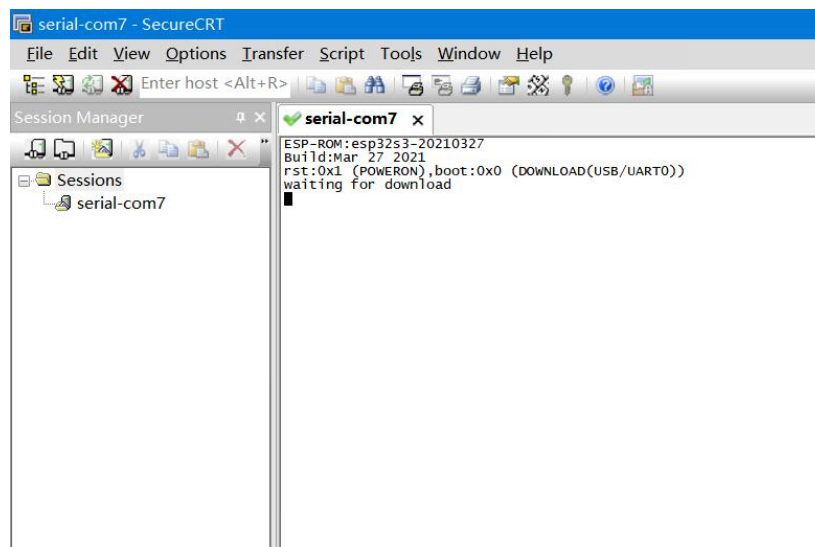 serial-com7 - SecureCRT
File Edit View Options Transfer Script Tools Window Help
Enter host <Alt+R>
Session Manager
serial-com7
Sessions
serial-com7
ESP-ROM:esp32s3-20210327
Build:Mar 27 2021
rst:0x1 (POWERON),boot:0x0 (DOWNLOAD(USB/UART0))
waiting for download